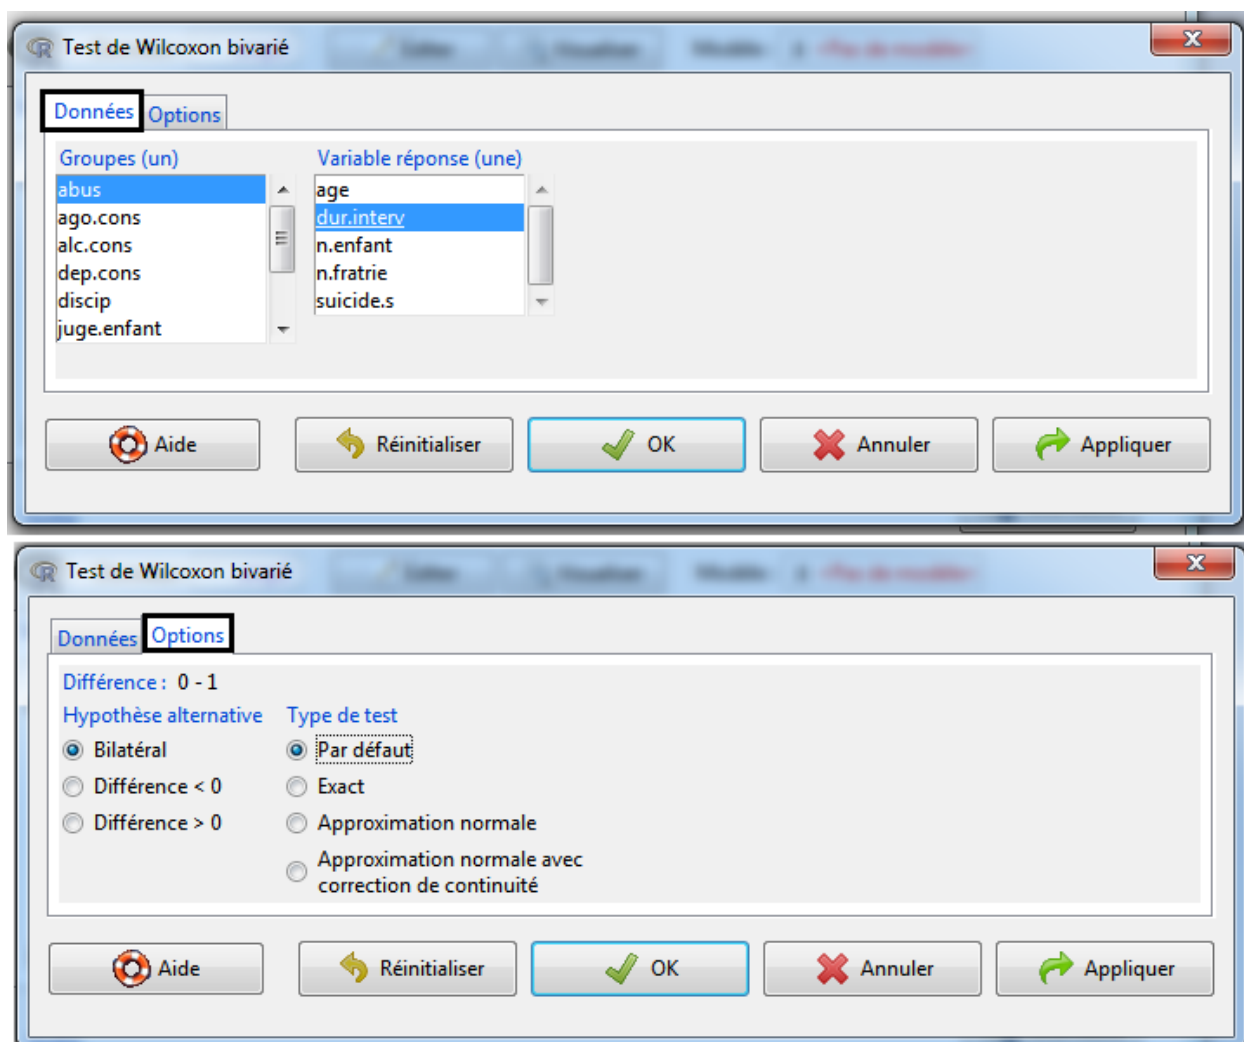 Test de Wilcoxon bivarié
Données Options
Groupes (un) Variable réponse (une)
abus age
ago.cons dur.interv
alc.cons n.enfant
dep.cons n.fratrie
discip suicide.s
juge.enfant
Aide Réinitialiser OK Annuler Appliquer
Test de Wilcoxon bivarié
Données Options
Différence : 0 - 1
Hypothèse alternative Type de test
Bilatéral Par défaut
Différence < 0 Exact
Différence > 0 Approximation normale
Approximation normale avec
correction de continuité
Aide Réinitialiser OK Annuler Appliquer